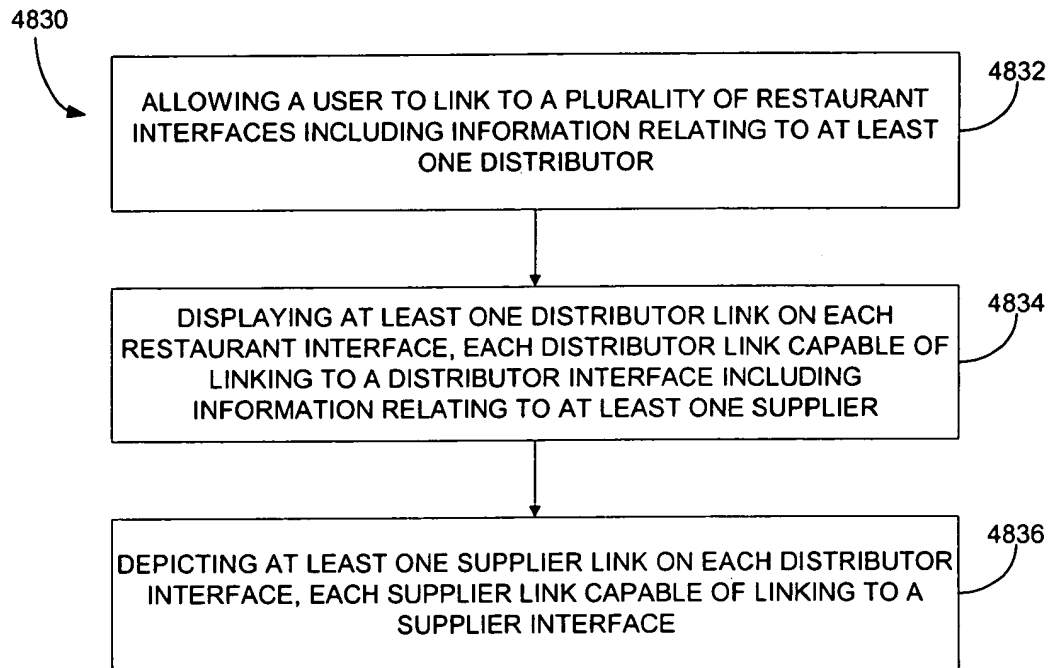 4830
4832
ALLOWING A USER TO LINK TO A PLURALITY OF RESTAURANT
INTERFACES INCLUDING INFORMATION RELATING TO AT LEAST
ONE DISTRIBUTOR
4834
DISPLAYING AT LEAST ONE DISTRIBUTOR LINK ON EACH
RESTAURANT INTERFACE, EACH DISTRIBUTOR LINK CAPABLE OF
LINKING TO A DISTRIBUTOR INTERFACE INCLUDING
INFORMATION RELATING TO AT LEAST ONE SUPPLIER
4836
DEPICTING AT LEAST ONE SUPPLIER LINK ON EACH DISTRIBUTOR
INTERFACE, EACH SUPPLIER LINK CAPABLE OF LINKING TO A
SUPPLIER INTERFACE